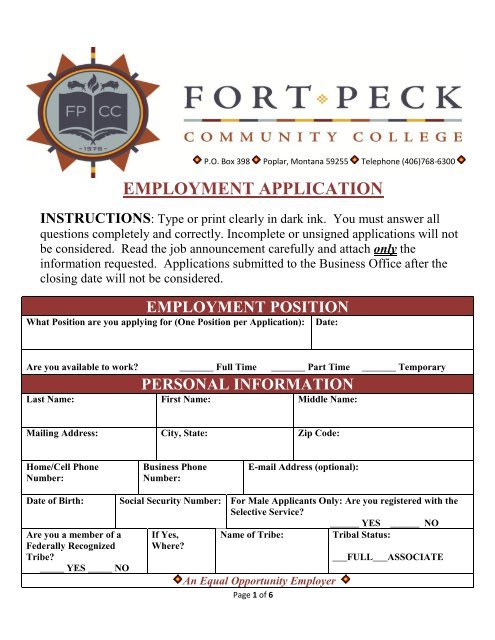 FP CC
-1978-
FORT PECK
COMMUNITY COLLEGE
P.O. Box 398 Poplar, Montana 59255 Telephone (406)768-6300
EMPLOYMENT APPLICATION
INSTRUCTIONS: Type or print clearly in dark ink. You must answer all
questions completely and correctly. Incomplete or unsigned applications will not
be considered. Read the job announcement carefully and attach only the
information requested. Applications submitted to the Business Office after the
closing date will not be considered.
EMPLOYMENT POSITION
What Position are you applying for (One Position per Application): Date:
Are you available to work? _______ Full Time _______ Part Time _______ Temporary
PERSONAL INFORMATION
Last Name: First Name: Middle Name:
Mailing Address: City, State: Zip Code:
Home/Cell Phone
Number:
Business Phone
Number:
E-mail Address (optional):
Date of Birth: Social Security Number:
For Male Applicants Only: Are you registered with the
Selective Service?
______ YES ______ NO
Are you a member of a
Federally Recognized
Tribe?
_____ YES _____ NO
If Yes,
Where?
Name of Tribe:
Tribal Status:
___FULL___ASSOCIATE
An Equal Opportunity Employer
Page 1 of 6